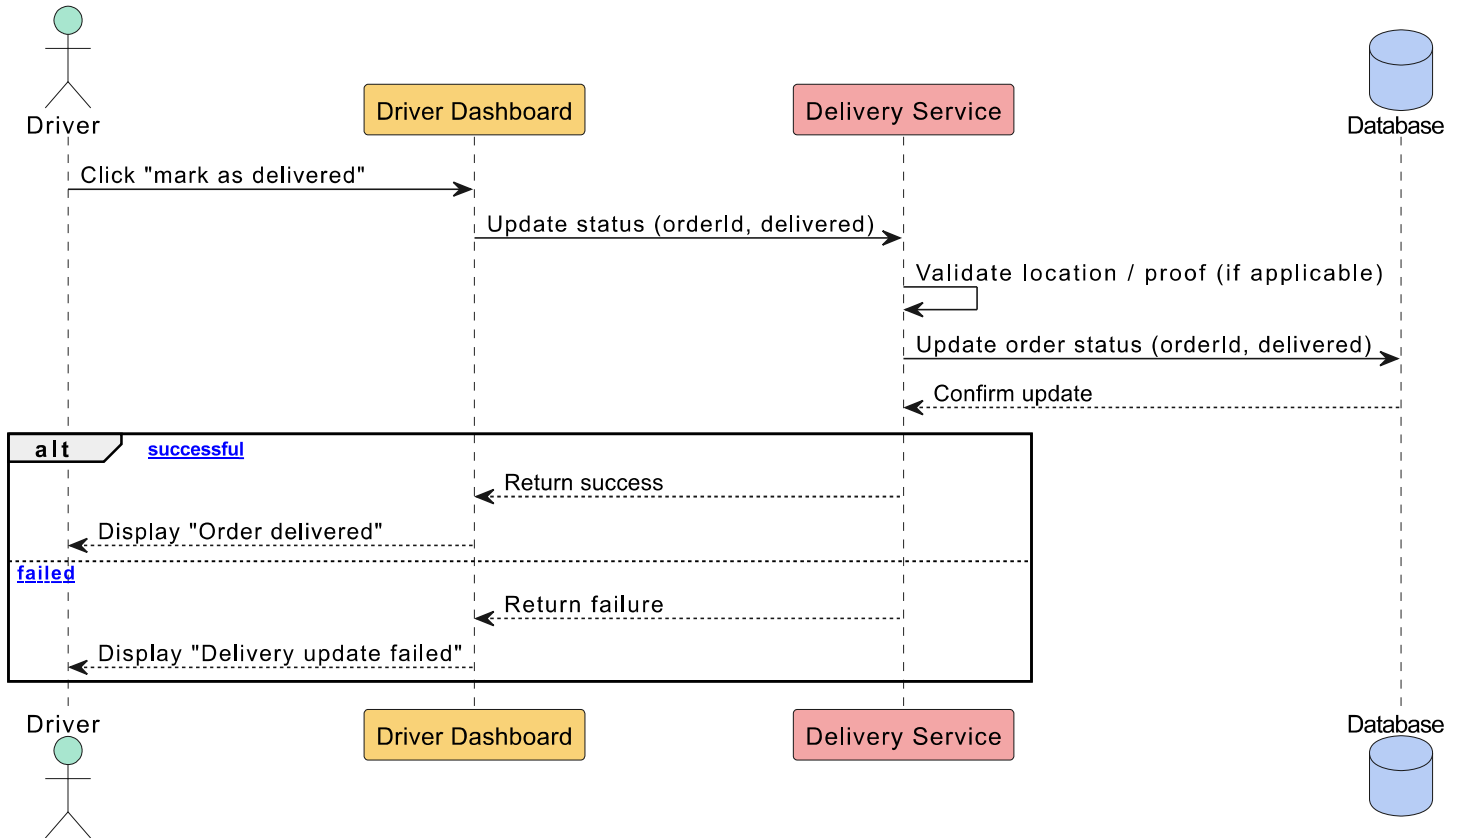 Driver
Driver Dashboard
Delivery Service
Database
Click "mark as delivered"
Update status (orderId, delivered)
Validate location / proof (if applicable)
Update order status (orderId, delivered)
Confirm update
alt
successful
Return success
Display "Order delivered"
failed
Return failure
Display "Delivery update failed"
Driver
Driver Dashboard
Delivery Service
Database